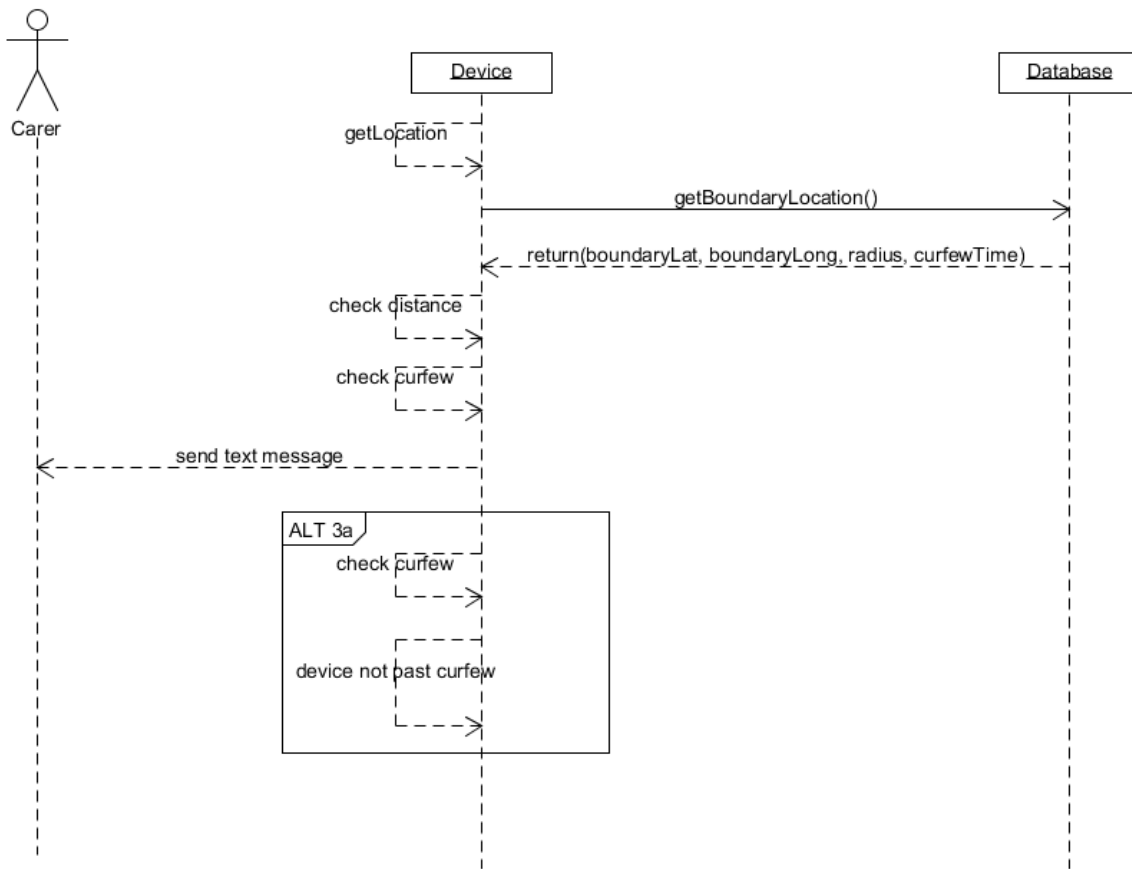 Device
Database
Carer
getLocation
getBoundaryLocation()
return(boundaryLat, boundaryLong, radius, curfewTime)
check distance
check curfew
send text message
ALT 3a
check curfew
device not past curfew